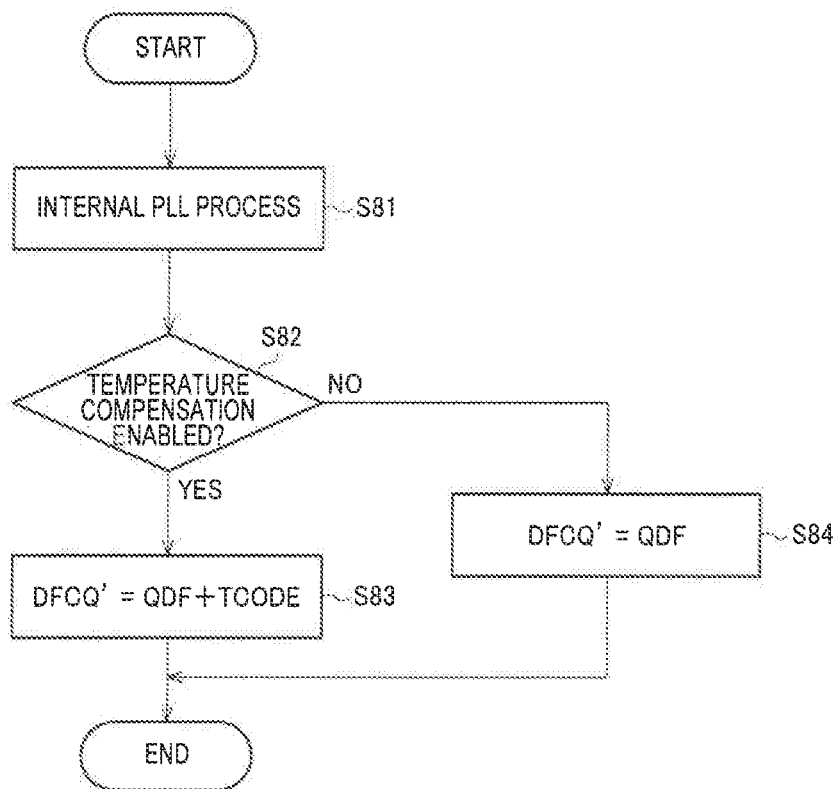 START
INTERNAL PLL PROCESS
S81
S82
TEMPERATURE
COMPENSATION
ENABLED?
NO
YES
DFCQ' = QDF
S84
DFCQ' = QDF+TCODE
S83
END